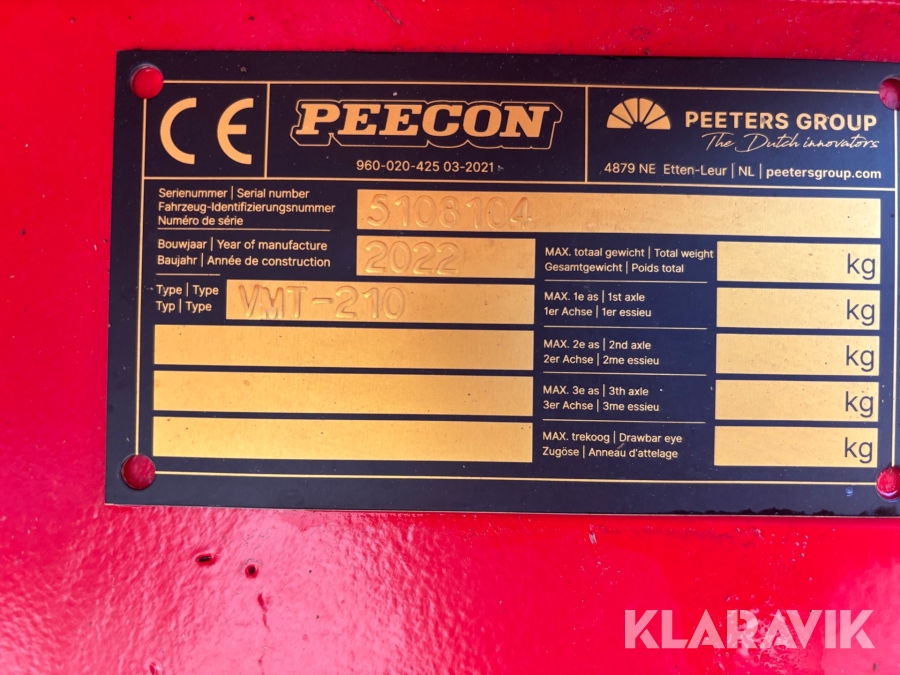 CE
PEECON
960-020-425 03-2021
PEETERS GROUP
The Dutch innovators
4879 NE Etten-Leur | NL | peetersgroup.com
Serienummer | Serial number
Fahrzeug-Identifizierungsnummer
Numéro de série
5108104
Bouwjaar | Year of manufacture
Baujahr | Année de construction
2022
Type | Type
Typ | Type
VMT-210
MAX. totaal gewicht | Total weight
Gesamtgewicht | Poids total
kg
MAX. 1e as | 1st axle
1er Achse | 1er essieu
kg
MAX. 2e as | 2nd axle
2er Achse | 2me essieu
kg
MAX. 3e as | 3th axle
3er Achse | 3me essieu
kg
MAX. trekoog | Drawbar eye
Zugöse | Anneau d'attelage
kg
KLARAVIK